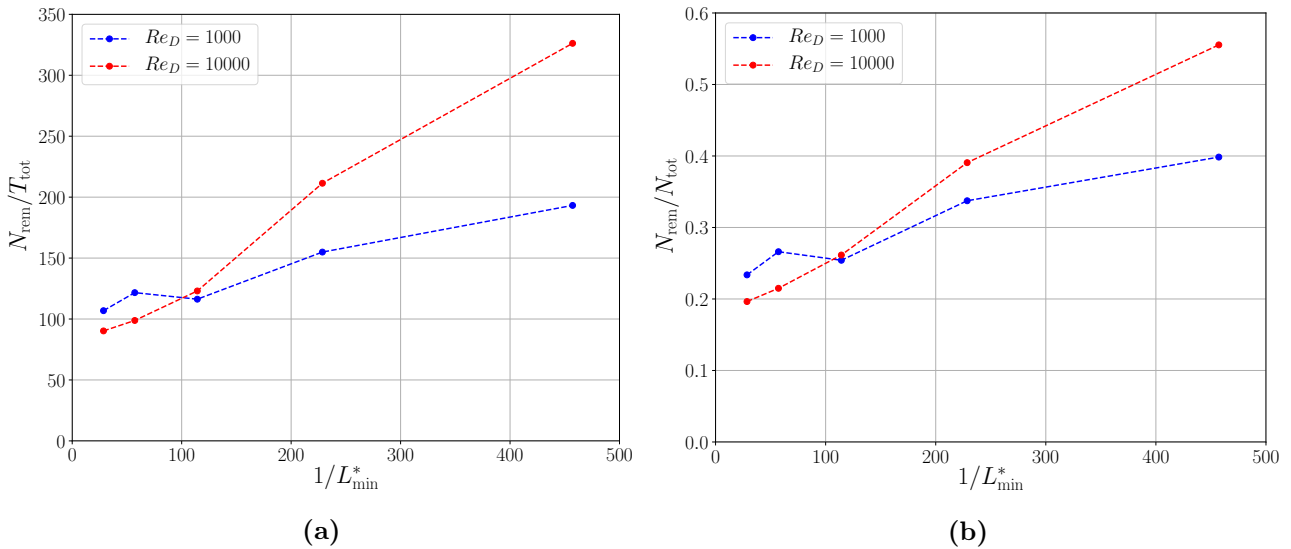 350
300
250
200
150
100
50
0
0 100 200 300 400 500
N_rem/T_tot
1/L*_min
Re_D = 1000
Re_D = 10000
(a)
0.6
0.5
0.4
0.3
0.2
0.1
0.0
0 100 200 300 400 500
N_rem/N_tot
1/L*_min
Re_D = 1000
Re_D = 10000
(b)